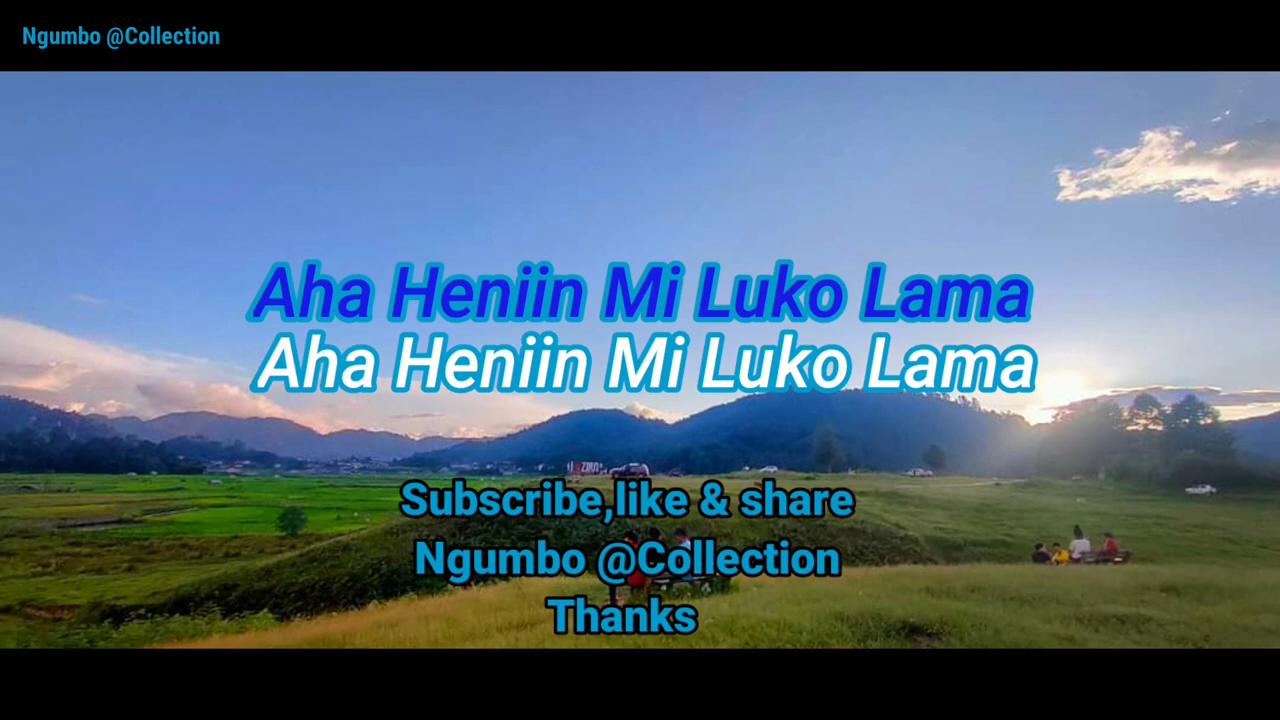 Ngumbo @Collection
Aha Heniin Mi Luko Lama
Aha Heniin Mi Luko Lama
Subscribe,like & share
Ngumbo @Collection
Thanks